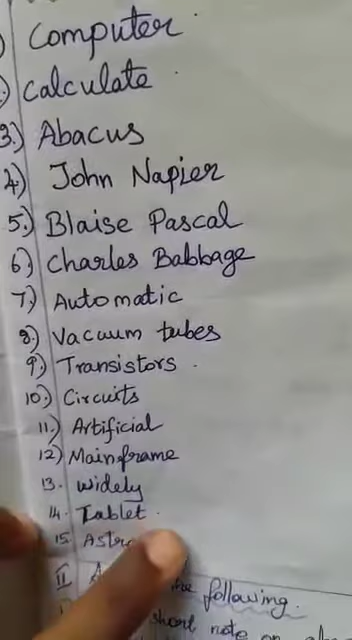 Computer.
Calculate.
3.) Abacus
4.) John Napier
5.) Blaise Pascal
6.) Charles Babbage
7.) Automatic
8.) Vacuum tubes
9.) Transistors.
10.) Circuits
11.) Artificial
12) Mainframe
13. Widely
14. Tablet.
15.
II the following.
short note on